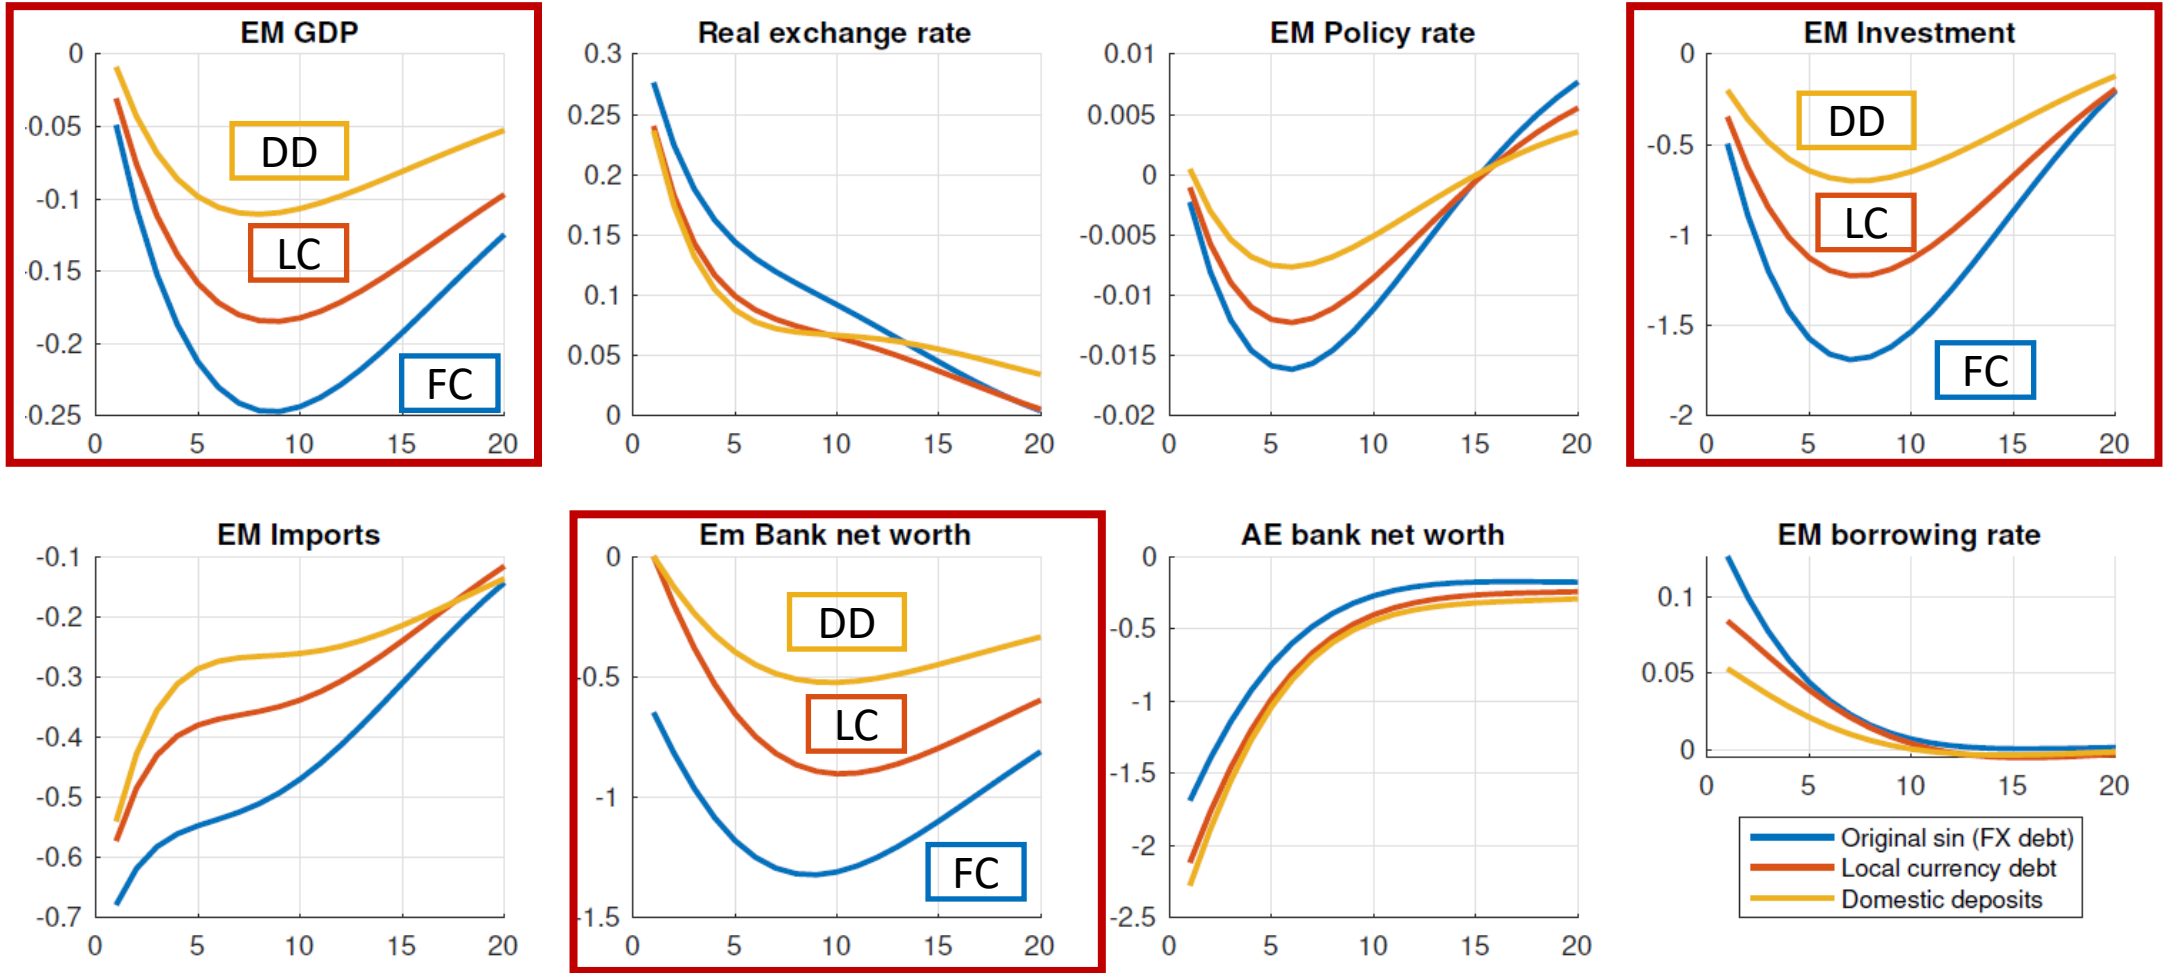 EM GDP
0
-0.05
-0.1
-0.15
-0.2
-0.25
0 5 10 15 20
DD
LC
FC
Real exchange rate
0.3
0.25
0.2
0.15
0.1
0.05
0
0 5 10 15 20
EM Policy rate
0.01
0.005
0
-0.005
-0.01
-0.015
-0.02
0 5 10 15 20
EM Investment
0
-0.5
-1
-1.5
-2
0 5 10 15 20
DD
LC
FC
EM Imports
-0.1
-0.2
-0.3
-0.4
-0.5
-0.6
-0.7
0 5 10 15 20
Em Bank net worth
0
-0.5
-1
-1.5
0 5 10 15 20
DD
LC
FC
AE bank net worth
0
-0.5
-1
-1.5
-2
-2.5
0 5 10 15 20
EM borrowing rate
0.1
0.05
0
0 5 10 15 20
Original sin (FX debt)
Local currency debt
Domestic deposits